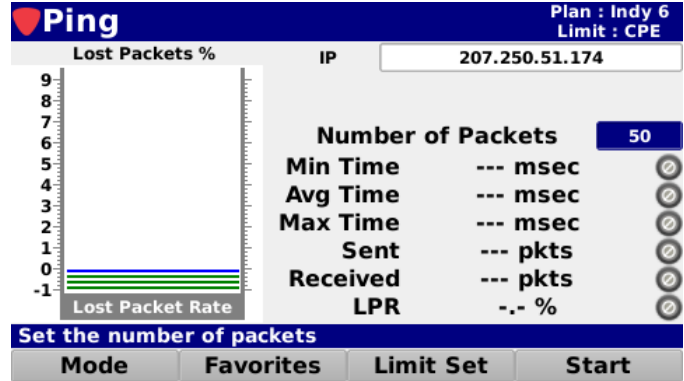 Ping
Plan : Indy 6
Limit : CPE
Lost Packets %
IP 207.250.51.174
9
8
7
6
5
4
3
2
1
0
-1
Lost Packet Rate
Number of Packets 50
Min Time --- msec
Avg Time --- msec
Max Time --- msec
Sent --- pkts
Received --- pkts
LPR -.- %
Set the number of packets
Mode Favorites Limit Set Start